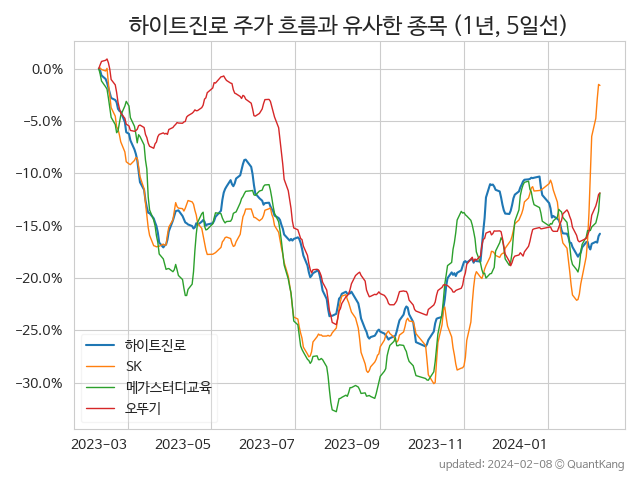 하이트진로 주가 흐름과 유사한 종목 (1년, 5일선)
0.0%
−5.0%
−10.0%
−15.0%
−20.0%
−25.0%
−30.0%
하이트진로
SK
메가스터디교육
오뚜기
2023-03 2023-05 2023-07 2023-09 2023-11 2024-01
updated: 2024-02-08 ⓒ QuantKang